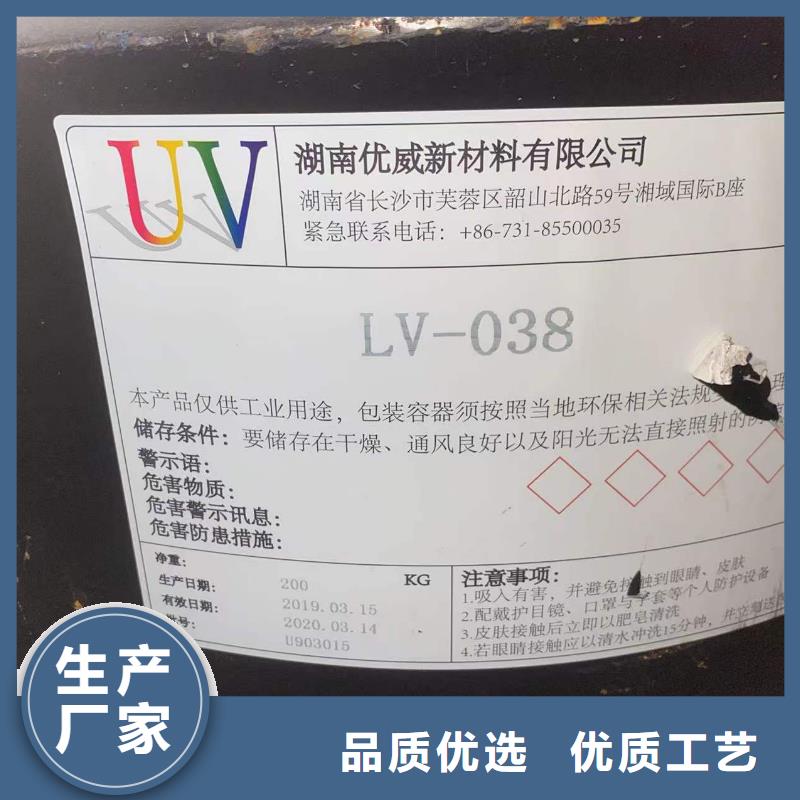 UV
湖南优威新材料有限公司
湖南省长沙市芙蓉区韶山北路59号湘域国际B座
紧急联系电话：+86-731-85500035
LV-038
本产品仅供工业用途，包装容器须按照当地环保相关法规
储存条件：要储存在干燥、通风良好以及阳光无法直接照射的
警示语：
危害物质：
危害警示讯息：
危害防患措施：
净重： 200 KG
生产日期： 2019.03.15
有效日期： 2020.03.14
批号： U903015
注意事项：
1.吸入有害，并避免接触到眼睛、皮肤
2.配戴护目镜、口罩与手套等个人防护设备
3.皮肤接触后立即以肥皂清洗
4.若眼睛接触应以清水冲洗15分钟，并立刻送
生产
厂家
品质优选 优质工艺